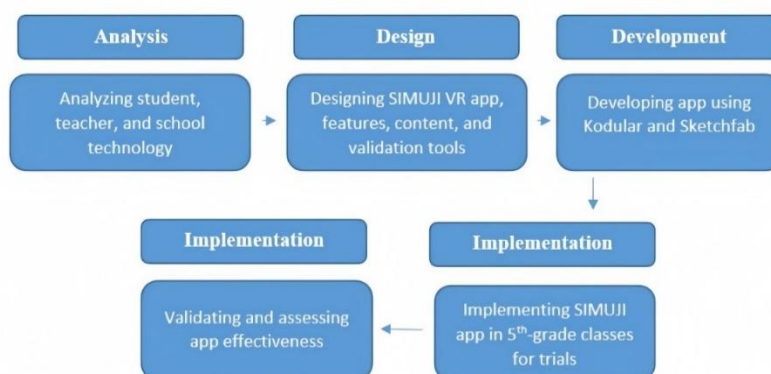 Analysis
Analyzing student,
teacher, and school
technology
Design
Designing SIMUJI VR app,
features, content, and
validation tools
Development
Developing app using
Kodular and Sketchfab
Implementation
Implementing SIMUJI
app in 5th-grade classes
for trials
Implementation
Validating and assessing
app effectiveness